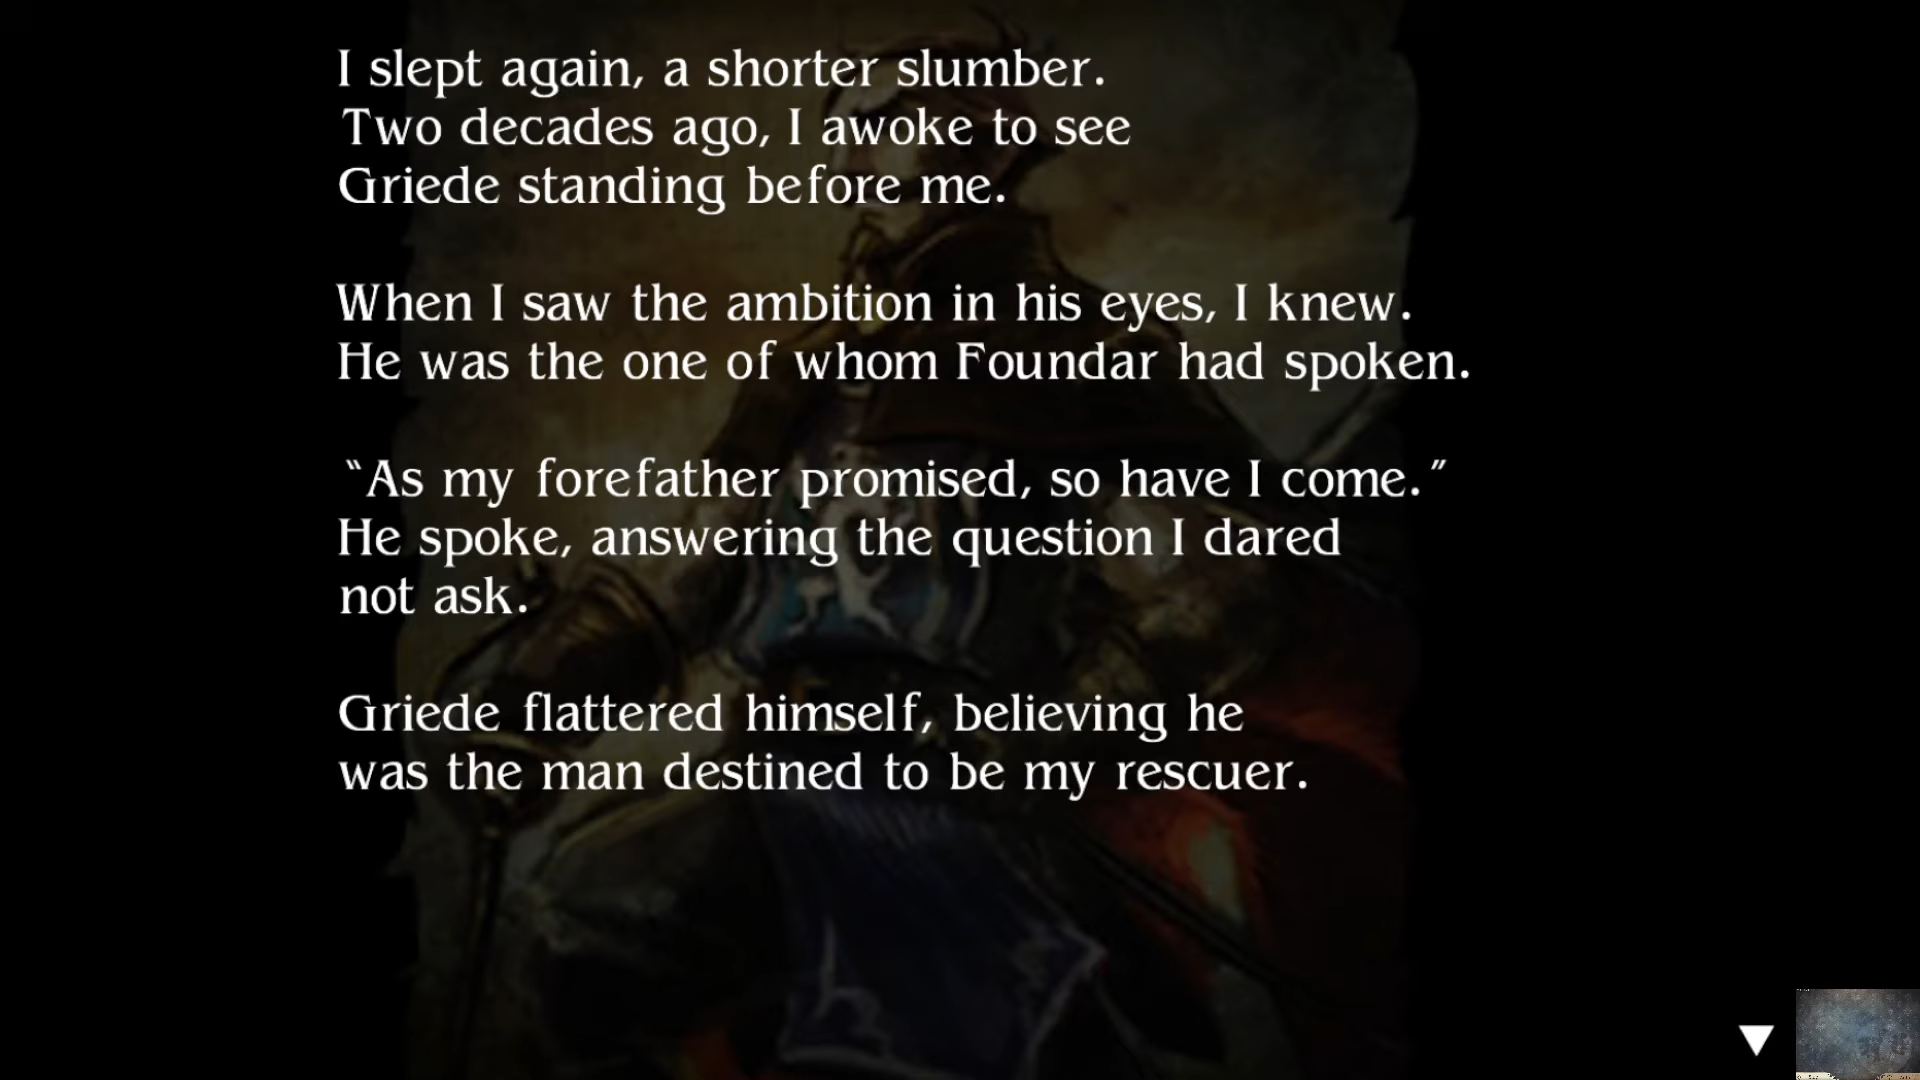 I slept again, a shorter slumber.
Two decades ago, I awoke to see
Griede standing before me.
When I saw the ambition in his eyes, I knew.
He was the one of whom Foundar had spoken.
“As my forefather promised, so have I come.”
He spoke, answering the question I dared
not ask.
Griede flattered himself, believing he
was the man destined to be my rescuer.